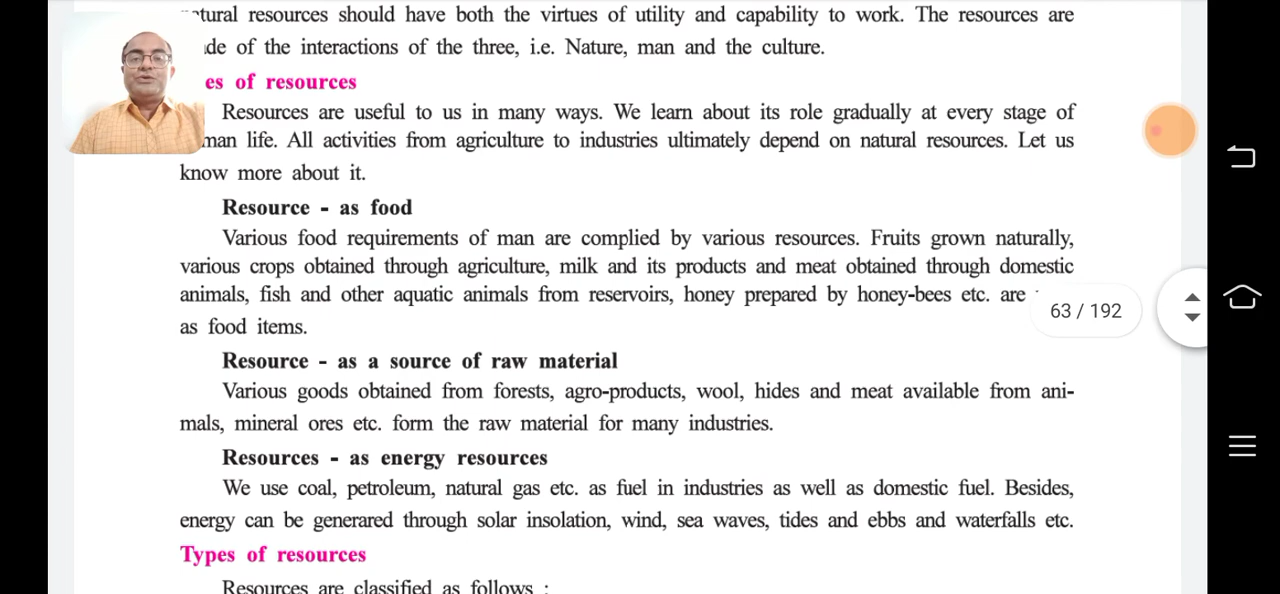 natural resources should have both the virtues of utility and capability to work. The resources are
de of the interactions of the three, i.e. Nature, man and the culture.
es of resources
Resources are useful to us in many ways. We learn about its role gradually at every stage of
man life. All activities from agriculture to industries ultimately depend on natural resources. Let us
know more about it.
Resource - as food
Various food requirements of man are complied by various resources. Fruits grown naturally,
various crops obtained through agriculture, milk and its products and meat obtained through domestic
animals, fish and other aquatic animals from reservoirs, honey prepared by honey-bees etc. are
63 / 192
as food items.
Resource - as a source of raw material
Various goods obtained from forests, agro-products, wool, hides and meat available from ani-
mals, mineral ores etc. form the raw material for many industries.
Resources - as energy resources
We use coal, petroleum, natural gas etc. as fuel in industries as well as domestic fuel. Besides,
energy can be generared through solar insolation, wind, sea waves, tides and ebbs and waterfalls etc.
Types of resources
Resources are classified as follows :